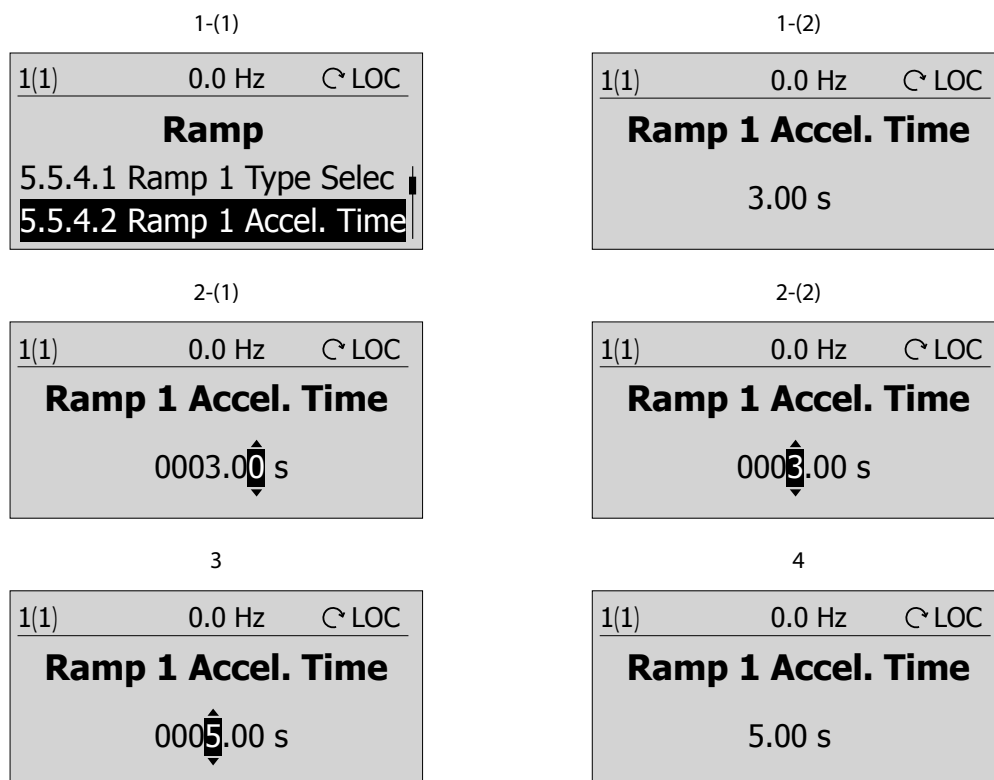 1-(1)
1(1) 0.0 Hz LOC
Ramp
5.5.4.1 Ramp 1 Type Selec
5.5.4.2 Ramp 1 Accel. Time
1-(2)
1(1) 0.0 Hz LOC
Ramp 1 Accel. Time
3.00 s
2-(1)
1(1) 0.0 Hz LOC
Ramp 1 Accel. Time
0003.00 s
2-(2)
1(1) 0.0 Hz LOC
Ramp 1 Accel. Time
0003.00 s
3
1(1) 0.0 Hz LOC
Ramp 1 Accel. Time
0005.00 s
4
1(1) 0.0 Hz LOC
Ramp 1 Accel. Time
5.00 s